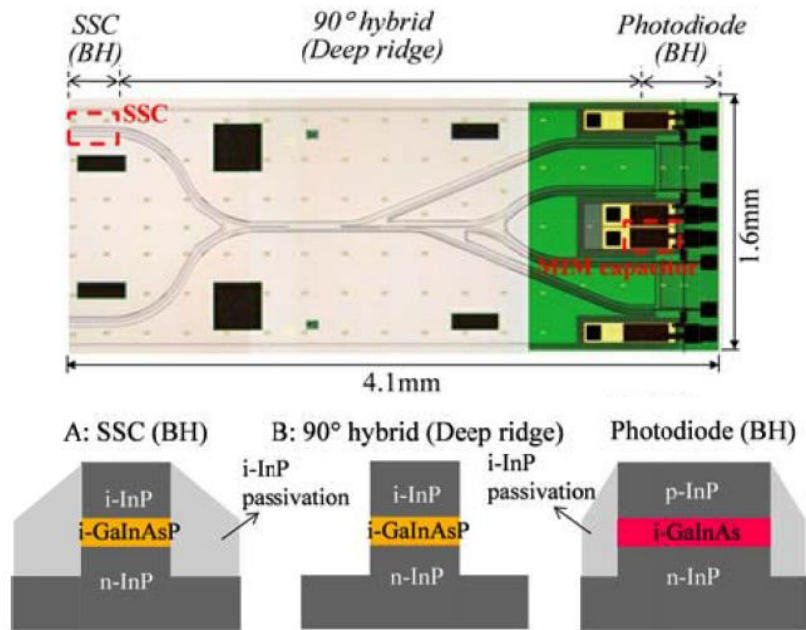 SSC
(BH)
90° hybrid
(Deep ridge)
Photodiode
(BH)
SSC
MIM capacitor
1.6mm
4.1mm
A: SSC (BH)
B: 90° hybrid (Deep ridge)
Photodiode (BH)
i-InP
passivation
i-InP
passivation
i-InP
i-GaInAsP
n-InP
i-InP
i-GaInAsP
n-InP
p-InP
i-GaInAs
n-InP